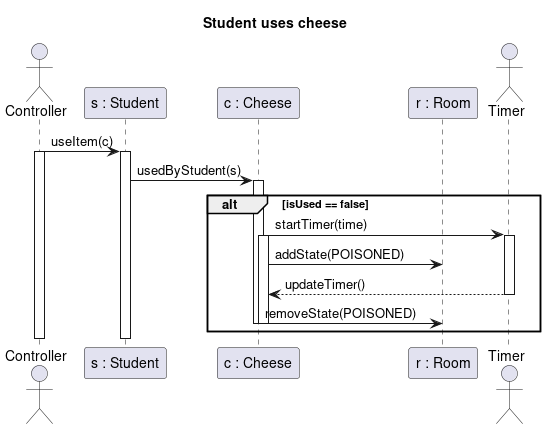 Student uses cheese
Controller
s : Student
c : Cheese
r : Room
Timer
useItem(c)
usedByStudent(s)
alt
[isUsed == false]
startTimer(time)
addState(POISONED)
updateTimer()
removeState(POISONED)
Controller
s : Student
c : Cheese
r : Room
Timer